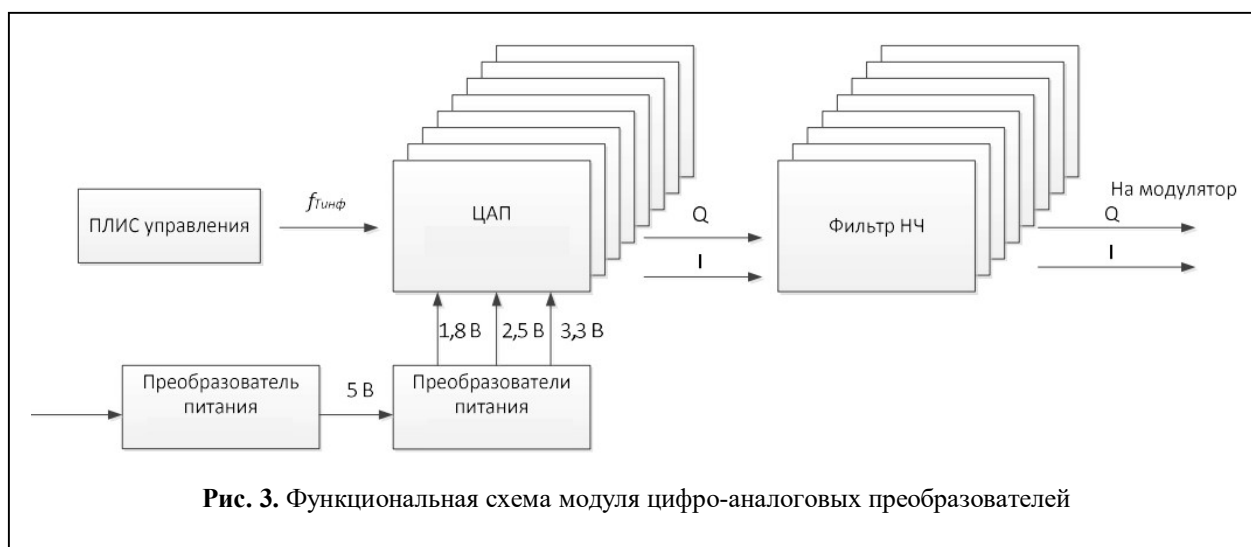 На модулятор
ПЛИС управления
fТинф
ЦАП
Q
I
Фильтр НЧ
Q
I
1,8 В
2,5 В
3,3 В
Преобразователь
питания
5 В
Преобразователи
питания
Рис. 3. Функциональная схема модуля цифро-аналоговых преобразователей